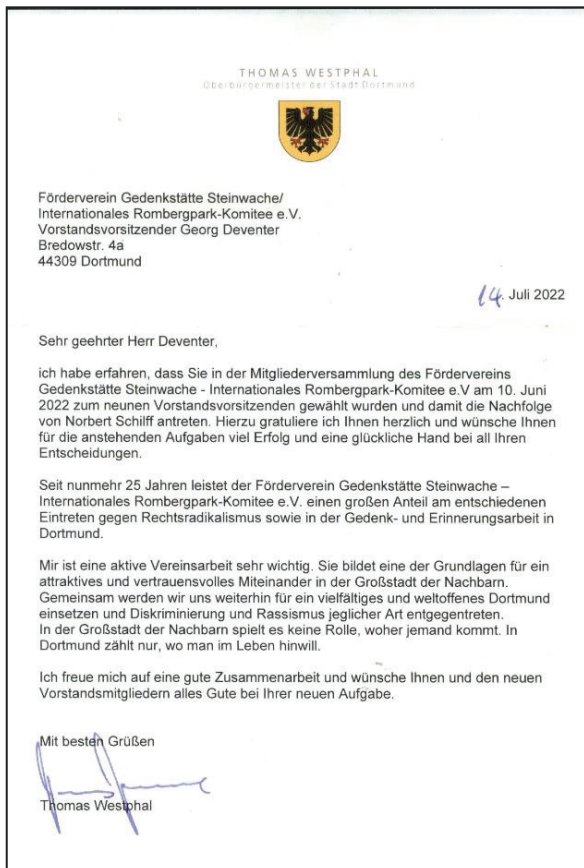 THOMAS WESTPHAL
Oberbürgermeister der Stadt Dortmund
Förderverein Gedenkstätte Steinwache/
Internationales Rombergpark-Komitee e.V.
Vorstandsvorsitzender Georg Deventer
Bredowstr. 4a
44309 Dortmund
14. Juli 2022
Sehr geehrter Herr Deventer,
ich habe erfahren, dass Sie in der Mitgliederversammlung des Fördervereins
Gedenkstätte Steinwache - Internationales Rombergpark-Komitee e.V am 10. Juni
2022 zum neunen Vorstandsvorsitzenden gewählt wurden und damit die Nachfolge
von Norbert Schilff antreten. Hierzu gratuliere ich Ihnen herzlich und wünsche Ihnen
für die anstehenden Aufgaben viel Erfolg und eine glückliche Hand bei all Ihren
Entscheidungen.
Seit nunmehr 25 Jahren leistet der Förderverein Gedenkstätte Steinwache –
Internationales Rombergpark-Komitee e.V. einen großen Anteil am entschiedenen
Eintreten gegen Rechtsradikalismus sowie in der Gedenk- und Erinnerungsarbeit in
Dortmund.
Mir ist eine aktive Vereinsarbeit sehr wichtig. Sie bildet eine der Grundlagen für ein
attraktives und vertrauensvolles Miteinander in der Großstadt der Nachbarn.
Gemeinsam werden wir uns weiterhin für ein vielfältiges und weltoffenes Dortmund
einsetzen und Diskriminierung und Rassismus jeglicher Art entgegentreten.
In der Großstadt der Nachbarn spielt es keine Rolle, woher jemand kommt. In
Dortmund zählt nur, wo man im Leben hinwill.
Ich freue mich auf eine gute Zusammenarbeit und wünsche Ihnen und den neuen
Vorstandsmitgliedern alles Gute bei Ihrer neuen Aufgabe.
Mit besten Grüßen
Thomas Westphal